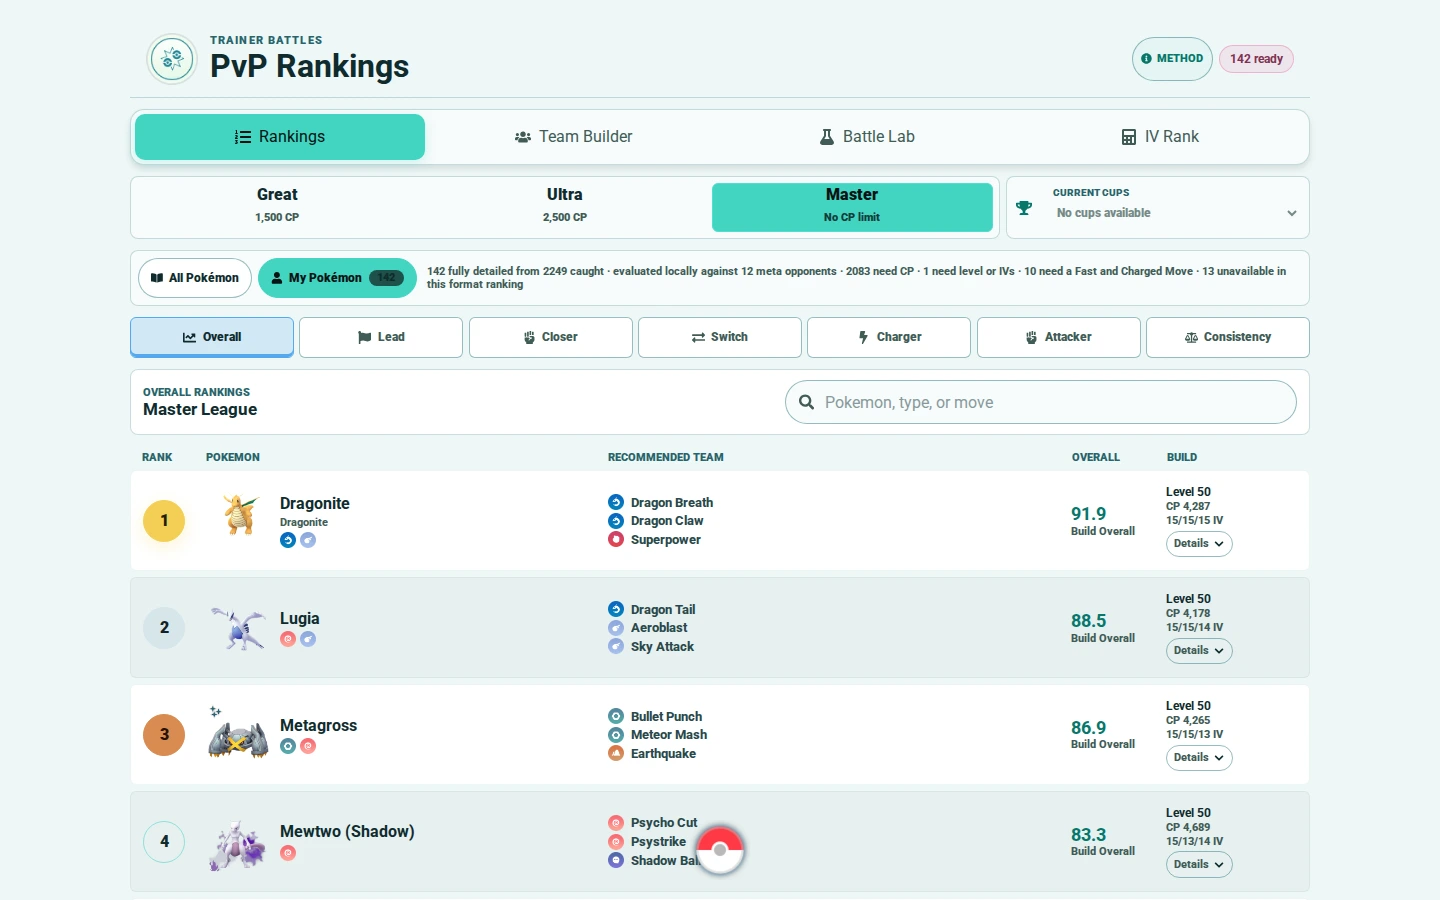 TRAINER BATTLES
PvP Rankings
METHOD
142 ready
Rankings
Team Builder
Battle Lab
IV Rank
Great
1,500 CP
Ultra
2,500 CP
Master
No CP limit
CURRENT CUPS
No cups available
All Pokémon
My Pokémon 142
142 fully detailed from 2249 caught · evaluated locally against 12 meta opponents · 2083 need CP · 1 need level or IVs · 10 need a Fast and Charged Move · 13 unavailable in
this format ranking
Overall
Lead
Closer
Switch
Charger
Attacker
Consistency
OVERALL RANKINGS
Master League
Pokemon, type, or move
RANK
POKEMON
RECOMMENDED TEAM
OVERALL
BUILD
1
Dragonite
Dragonite
Dragon Breath
Dragon Claw
Superpower
91.9
Build Overall
Level 50
CP 4,287
15/15/15 IV
Details
2
Lugia
Dragon Tail
Aeroblast
Sky Attack
88.5
Build Overall
Level 50
CP 4,178
15/15/14 IV
Details
3
Metagross
Bullet Punch
Meteor Mash
Earthquake
86.9
Build Overall
Level 50
CP 4,265
15/15/13 IV
Details
4
Mewtwo (Shadow)
Psycho Cut
Psystrike
Shadow
83.3
Build Overall
Level 50
CP 4,689
15/13/14 IV
Details